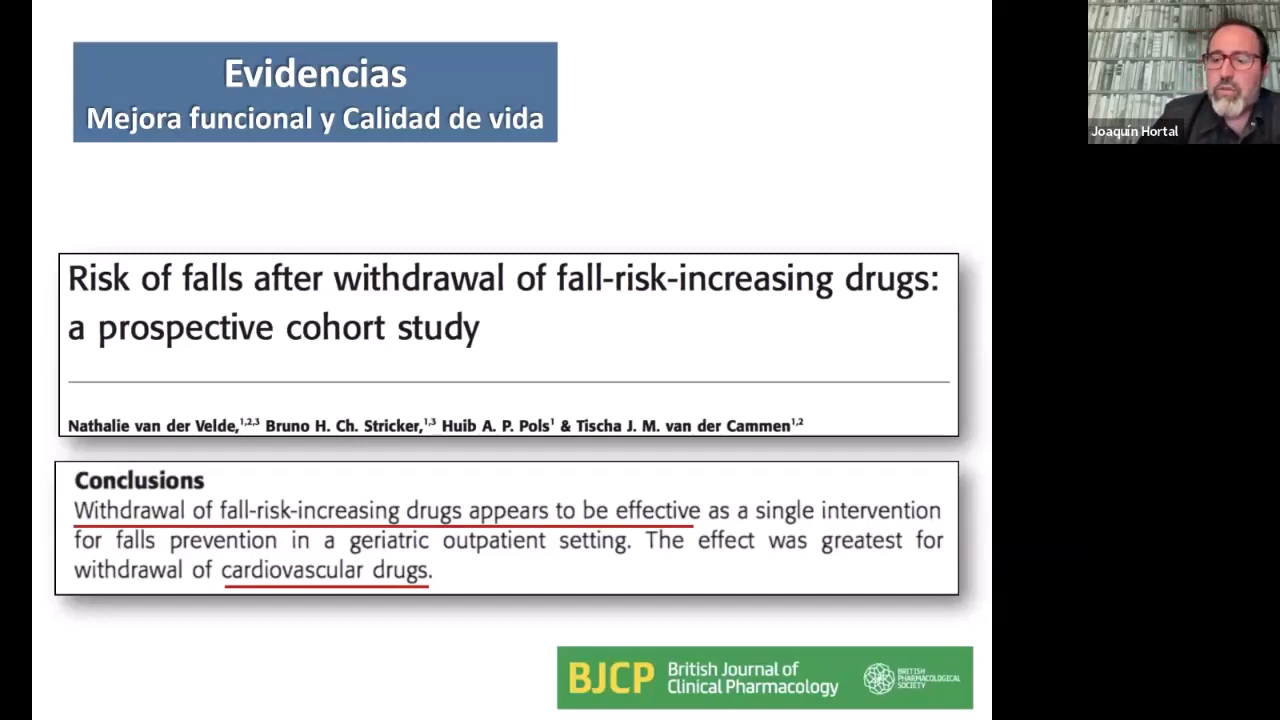 Evidencias
Mejora funcional y Calidad de vida
Joaquín Hortal
Risk of falls after withdrawal of fall-risk-increasing drugs:
a prospective cohort study
Nathalie van der Velde,1,2,3 Bruno H. Ch. Stricker,1,3 Huib A. P. Pols1 & Tischa J. M. van der Cammen1,2
Conclusions
Withdrawal of fall-risk-increasing drugs appears to be effective as a single intervention
for falls prevention in a geriatric outpatient setting. The effect was greatest for
withdrawal of cardiovascular drugs.
BJCP British Journal of
Clinical Pharmacology
BRITISH
PHARMACOLOGICAL
SOCIETY